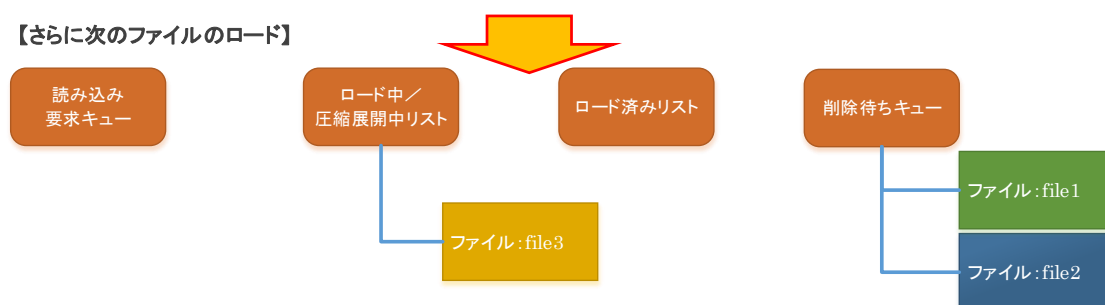 【さらに次のファイルのロード】
読み込み
要求キュー
ロード中／
圧縮展開中リスト
ロード済みリスト
削除待ちキュー
ファイル:file1
ファイル:file3
ファイル:file2